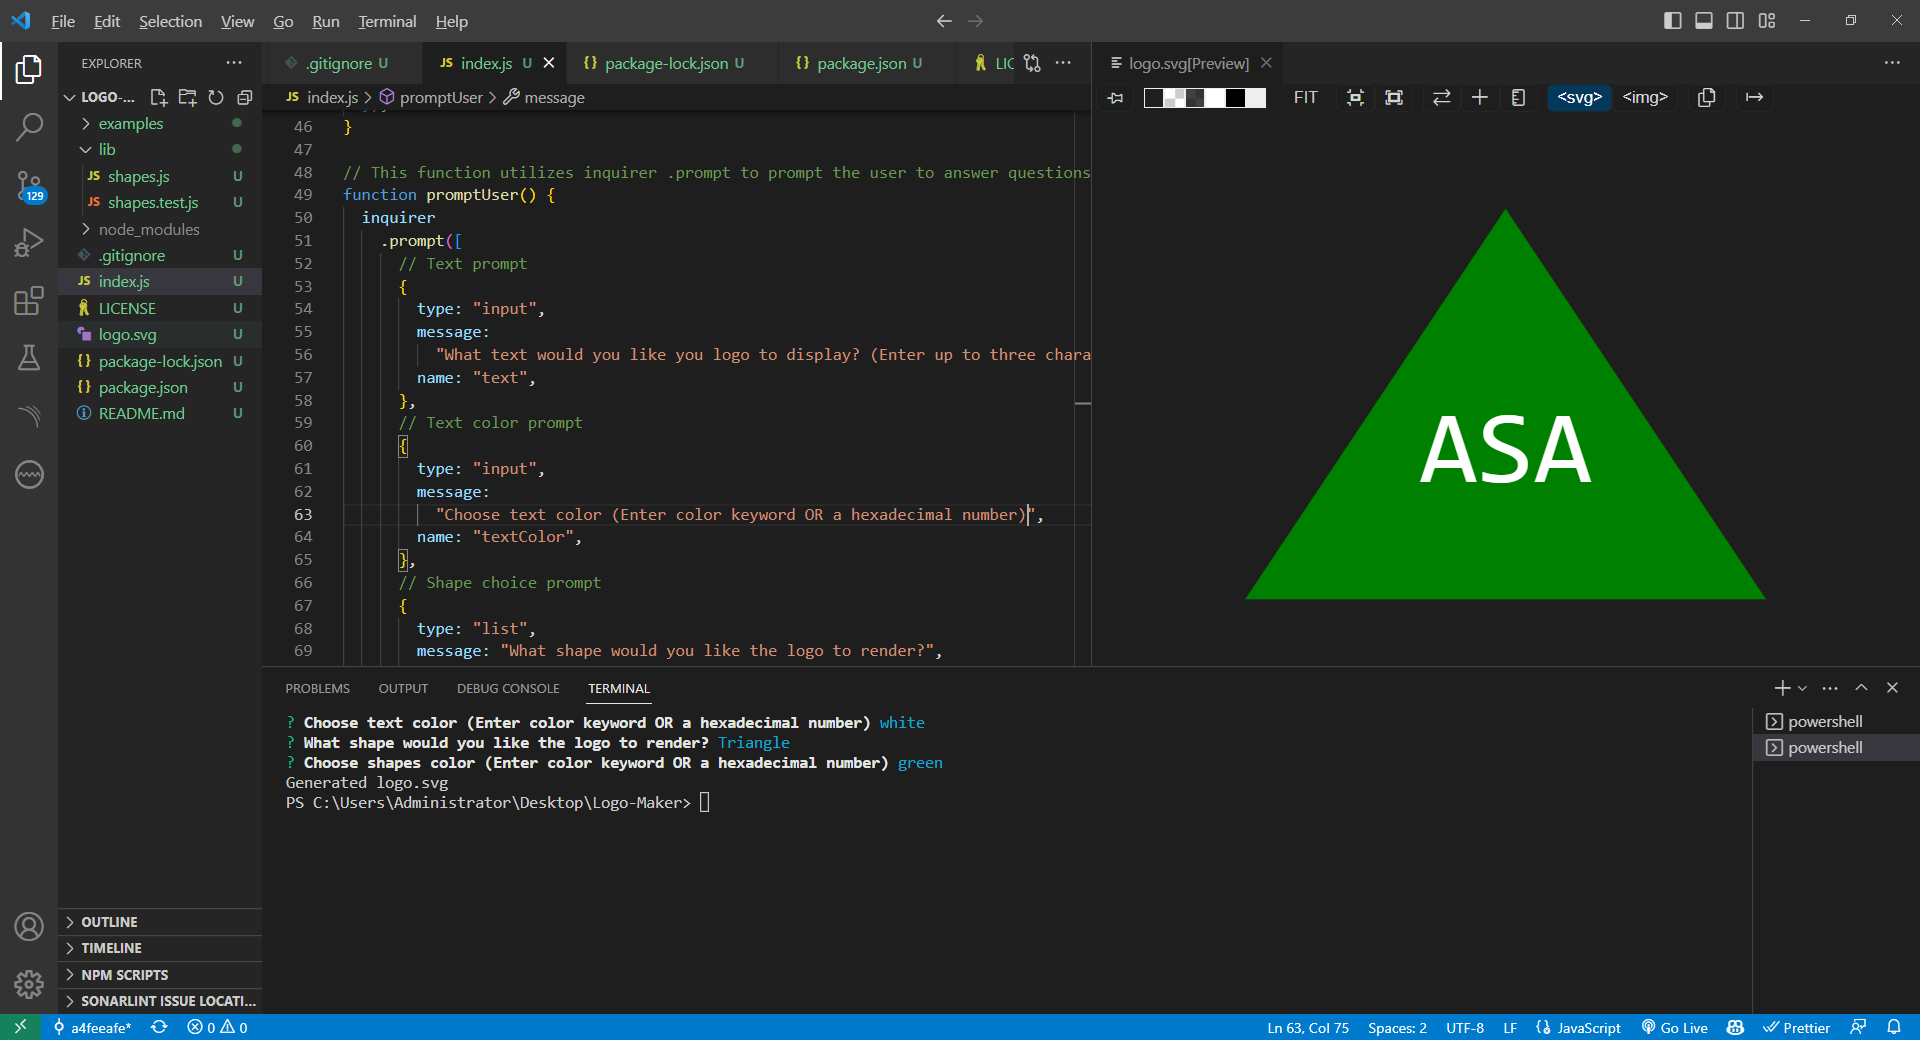 File Edit Selection View Go Run Terminal Help
EXPLORER
LOGO-...
examples
lib
JS shapes.js U
JS shapes.test.js U
node_modules
.gitignore U
JS index.js U
LICENSE U
logo.svg U
{} package-lock.json U
{} package.json U
README.md U
OUTLINE
TIMELINE
NPM SCRIPTS
SONARLINT ISSUE LOCATI...
129
.gitignore U
JS index.js U
{} package-lock.json U
{} package.json U
LIC
JS index.js > promptUser > message
46 }
47
48 // This function utilizes inquirer .prompt to prompt the user to answer questions
49 function promptUser() {
50 inquirer
51 .prompt([
52 // Text prompt
53 {
54 type: "input",
55 message:
56 "What text would you like you logo to display? (Enter up to three chara
57 name: "text",
58 },
59 // Text color prompt
60 {
61 type: "input",
62 message:
63 "Choose text color (Enter color keyword OR a hexadecimal number)",
64 name: "textColor",
65 },
66 // Shape choice prompt
67 {
68 type: "list",
69 message: "What shape would you like the logo to render?",
logo.svg[Preview]
FIT
<svg> <img>
ASA
PROBLEMS OUTPUT DEBUG CONSOLE TERMINAL
? Choose text color (Enter color keyword OR a hexadecimal number) white
? What shape would you like the logo to render? Triangle
? Choose shapes color (Enter color keyword OR a hexadecimal number) green
Generated logo.svg
PS C:\Users\Administrator\Desktop\Logo-Maker>
powershell
powershell
a4feeafe* 0 0
Ln 63, Col 75 Spaces: 2 UTF-8 LF {} JavaScript Go Live Prettier